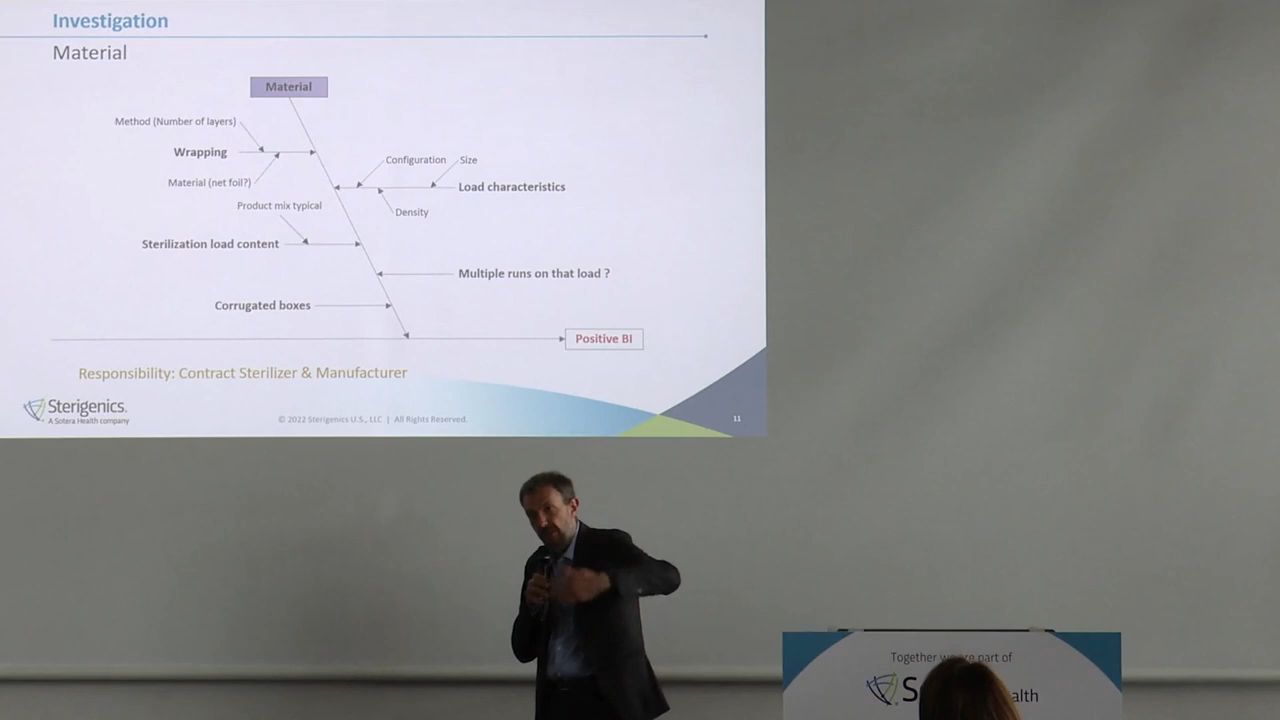 Investigation
Material
Material
Method (Number of layers)
Wrapping
Material (net foil?)
Configuration
Size
Load characteristics
Density
Product mix typical
Sterilization load content
Multiple runs on that load ?
Corrugated boxes
Positive BI
Responsibility: Contract Sterilizer & Manufacturer
Sterigenics.
A Sotera Health company
© 2022 Sterigenics U.S., LLC | All Rights Reserved.
11
Together we are part of
S alth